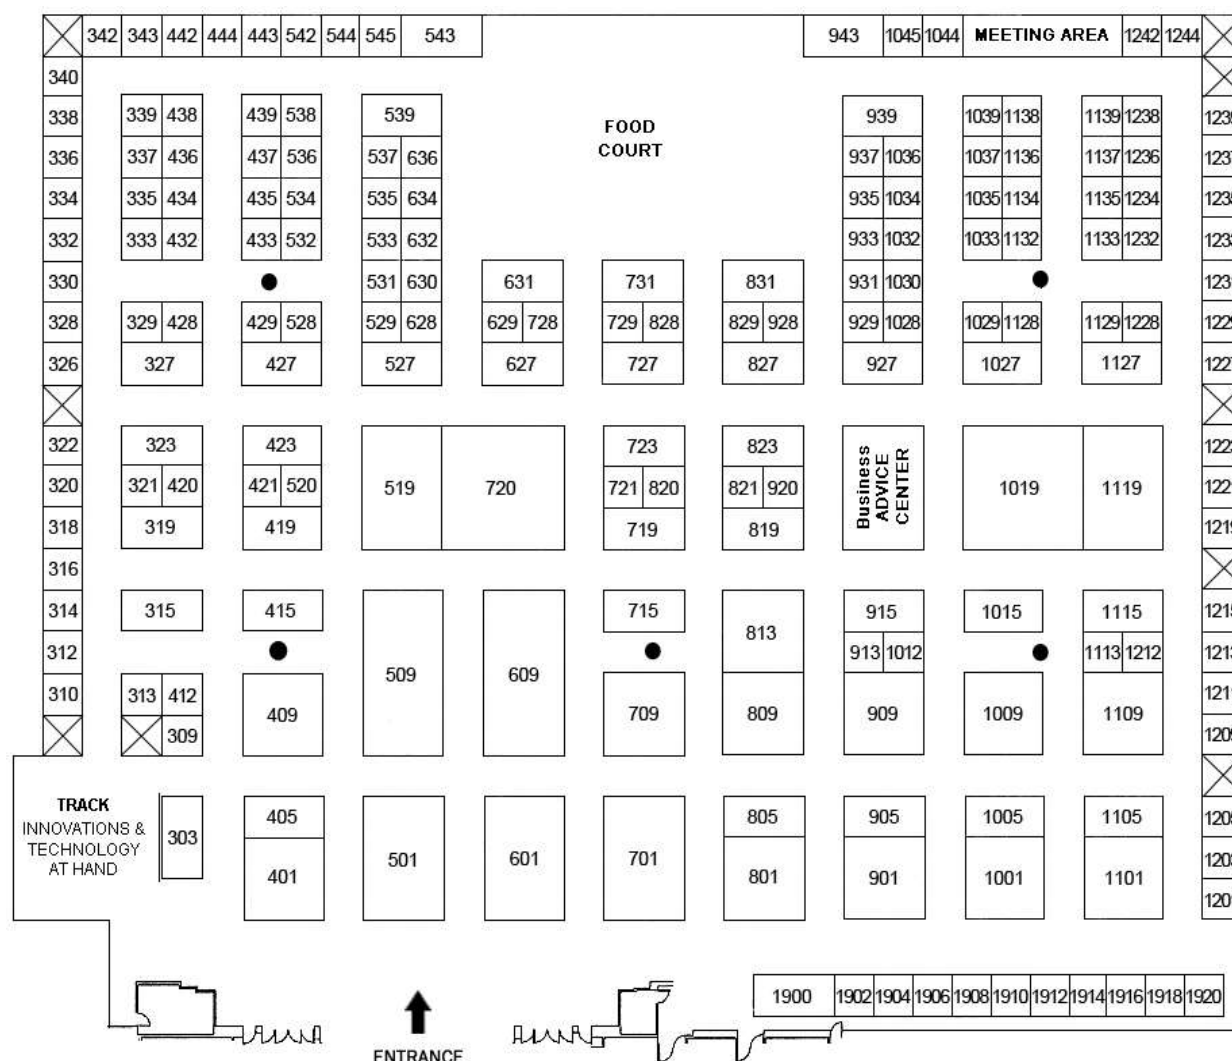 342 343 442 444 443 542 544 545 543 943 1045 1044 MEETING AREA 1242 1244
340
338 339 438 439 538 539 939 1039 1138 1139 1238
FOOD
COURT
336 337 436 437 536 537 636 937 1036 1037 1136 1137 1236
334 335 434 435 534 535 634 935 1034 1035 1134 1135 1234
332 333 432 433 532 533 632 933 1032 1033 1132 1133 1232
330 531 630 631 731 831 931 1030
328 329 428 429 528 529 628 629 728 729 828 829 928 929 1028 1029 1128 1129 1228
326 327 427 527 627 727 827 927 1027 1127
322 323 423 723 823
320 321 420 421 520 519 720 721 820 821 920 1019 1119
Business
ADVICE
CENTER
318 319 419 719 819
316
314 315 415 715 915 1015 1115
813
312 913 1012 1113 1212
509 609
310 313 412 409 709 809 909 1009 1109
309
TRACK
INNOVATIONS &
TECHNOLOGY
AT HAND
303 405 805 905 1005 1105
501 601 701
401 801 901 1001 1101
1900 1902 1904 1906 1908 1910 1912 1914 1916 1918 1920
ENTRANCE